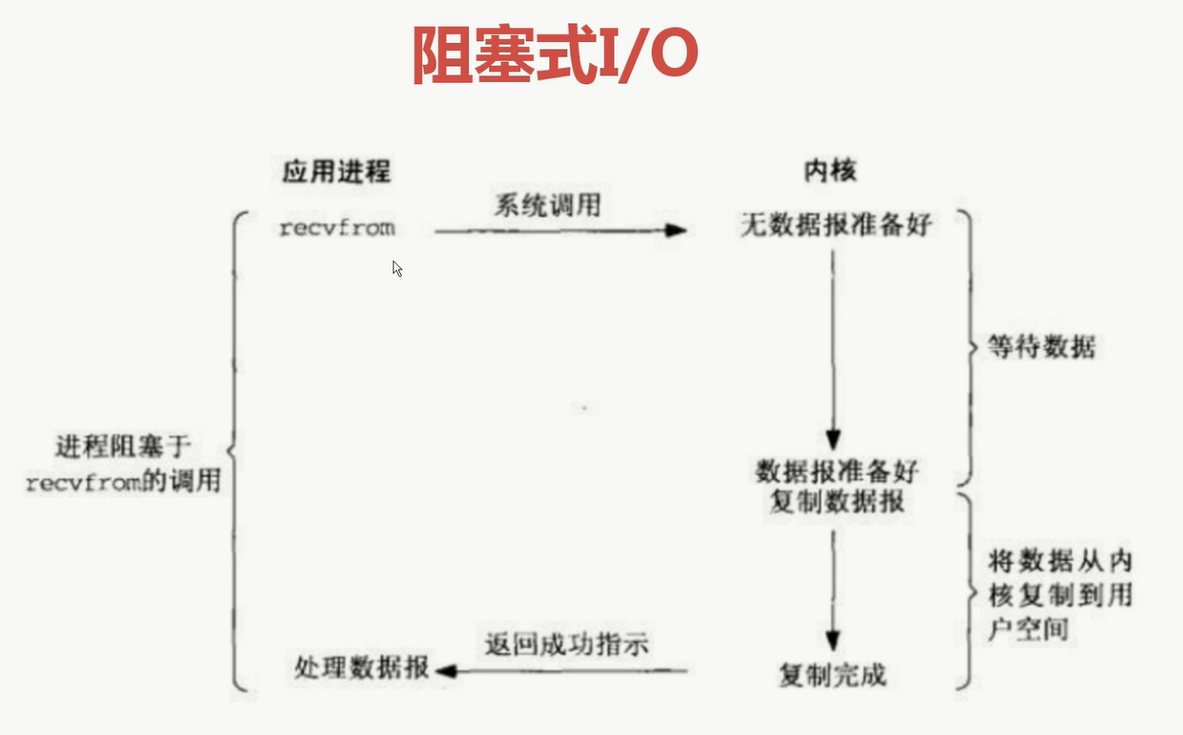 阻塞式I/O
应用进程
内核
系统调用
recvfrom
无数据报准备好
等待数据
进程阻塞于
recvfrom的调用
数据报准备好
复制数据报
将数据从内
核复制到用
户空间
返回成功指示
处理数据报
复制完成